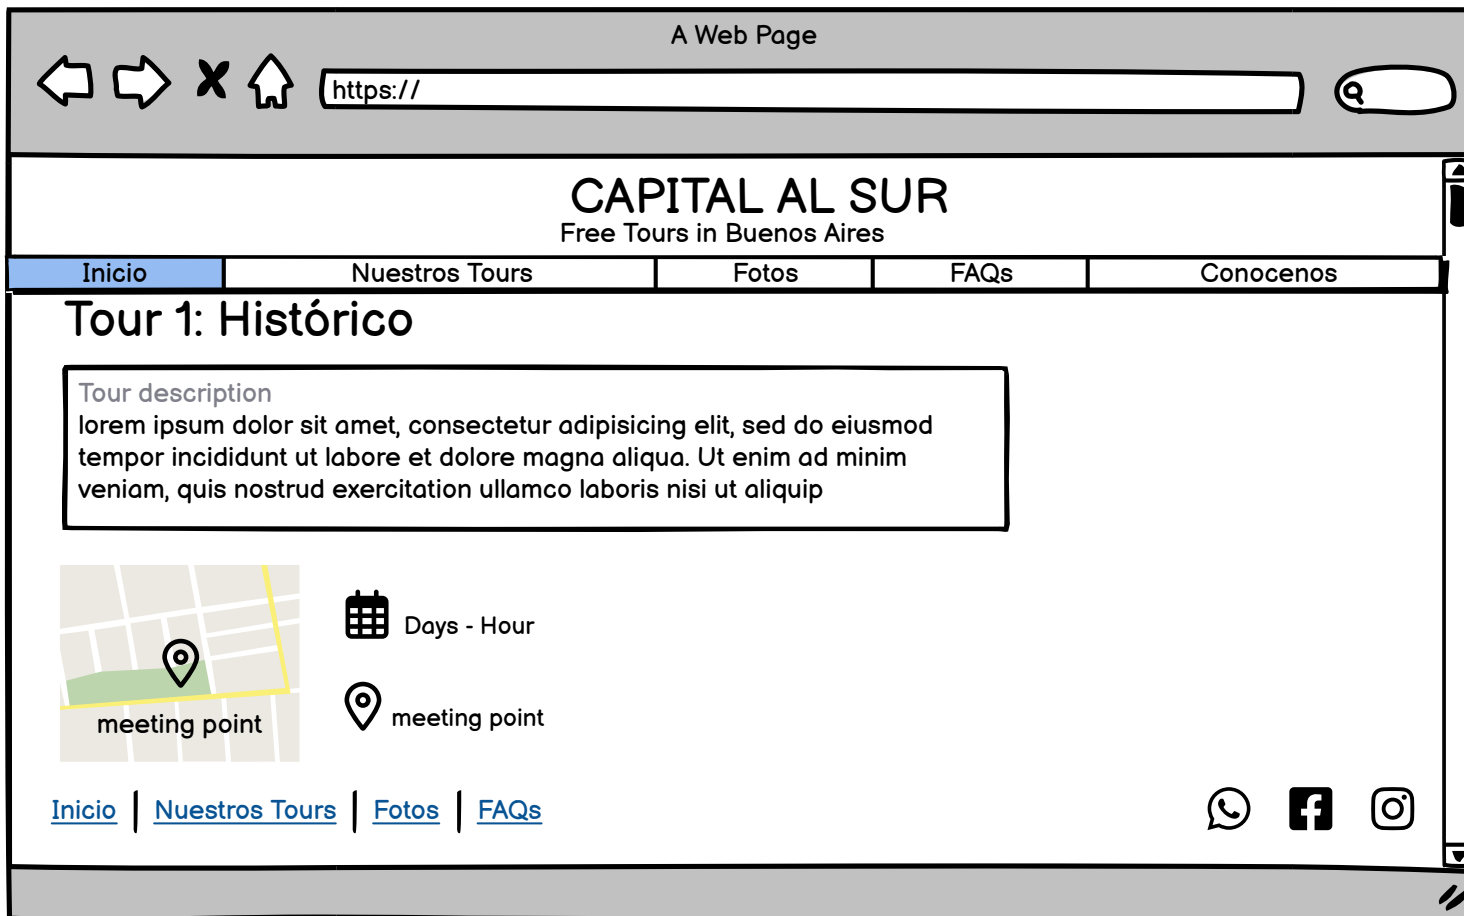 A Web Page
https://
CAPITAL AL SUR
Free Tours in Buenos Aires
Inicio Nuestros Tours Fotos FAQs Conocenos
Tour 1: Histórico
Tour description
lorem ipsum dolor sit amet, consectetur adipisicing elit, sed do eiusmod
tempor incididunt ut labore et dolore magna aliqua. Ut enim ad minim
veniam, quis nostrud exercitation ullamco laboris nisi ut aliquip
Days - Hour
meeting point
meeting point
Inicio Nuestros Tours Fotos FAQs